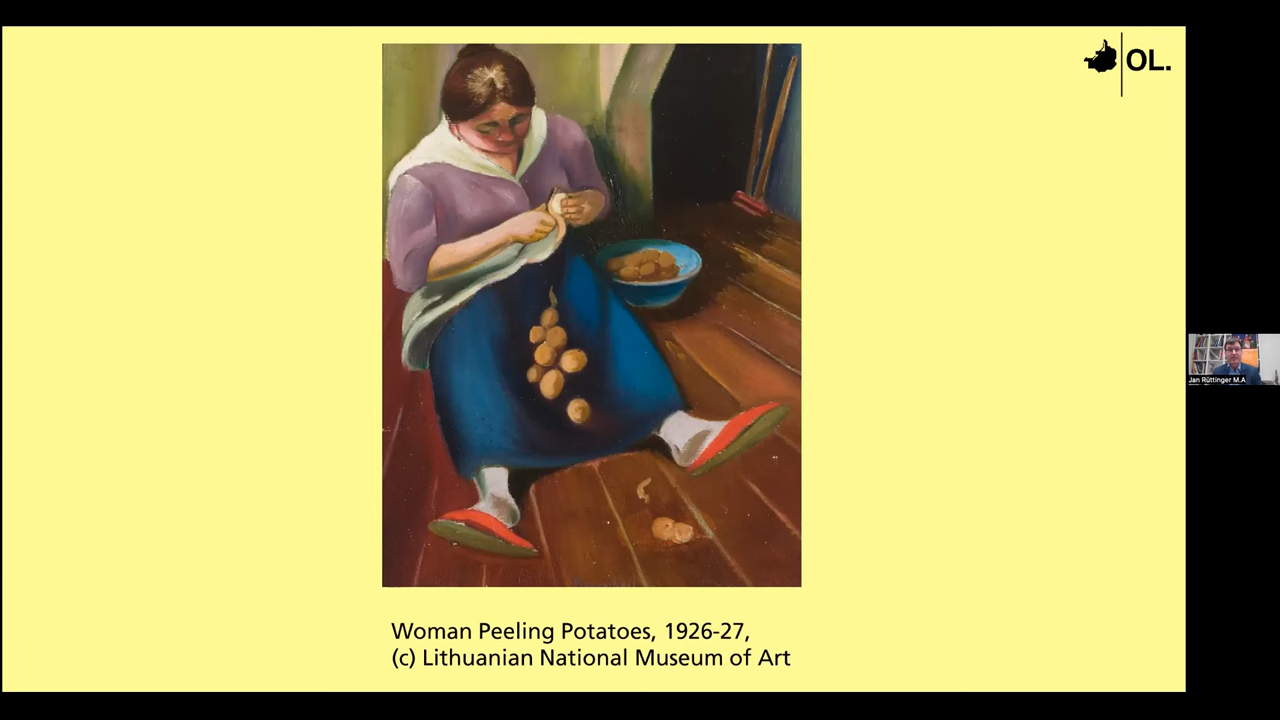 OL.
Woman Peeling Potatoes, 1926-27,
(c) Lithuanian National Museum of Art
Jan Rüttinger M.A